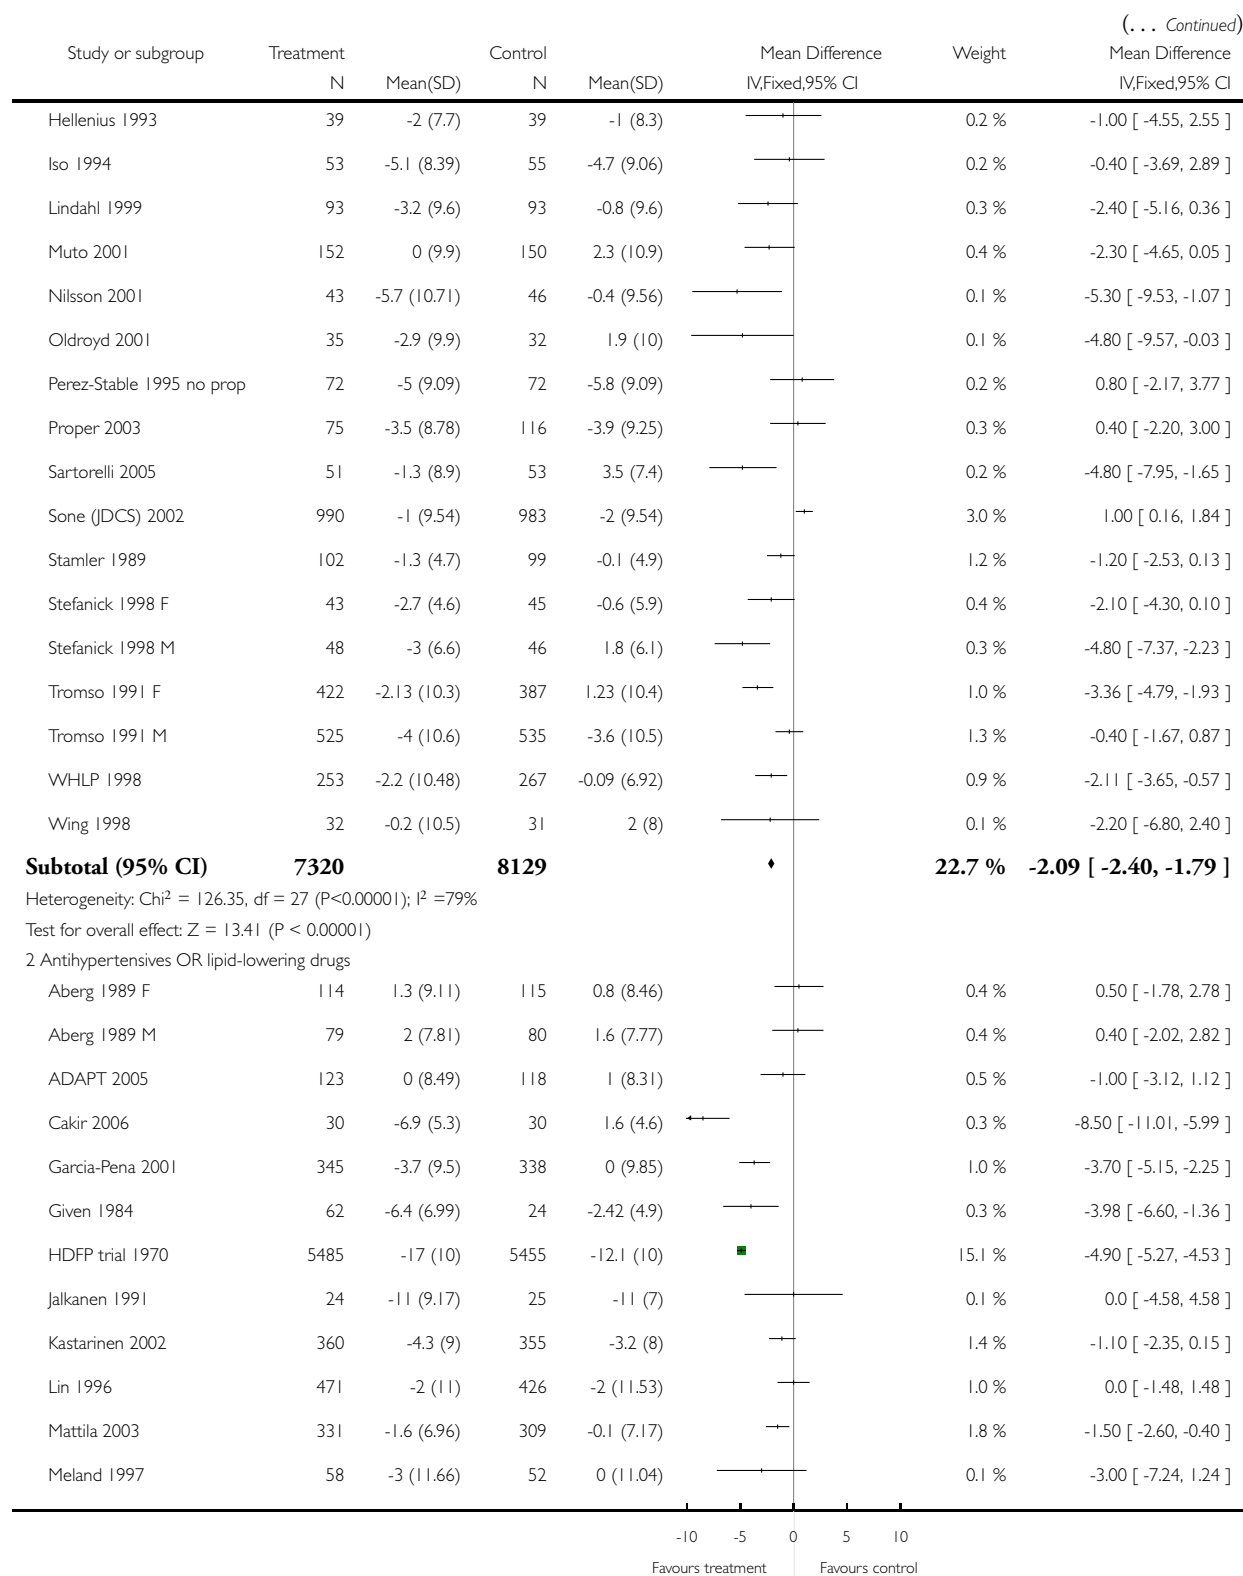 (... Continued)
Study or subgroup Treatment Control Mean Difference Weight Mean Difference
N Mean(SD) N Mean(SD) IV,Fixed,95% CI IV,Fixed,95% CI
Hellenius 1993 39 -2 (7.7) 39 -1 (8.3) 0.2 % -1.00 [ -4.55, 2.55 ]
Iso 1994 53 -5.1 (8.39) 55 -4.7 (9.06) 0.2 % -0.40 [ -3.69, 2.89 ]
Lindahl 1999 93 -3.2 (9.6) 93 -0.8 (9.6) 0.3 % -2.40 [ -5.16, 0.36 ]
Muto 2001 152 0 (9.9) 150 2.3 (10.9) 0.4 % -2.30 [ -4.65, 0.05 ]
Nilsson 2001 43 -5.7 (10.71) 46 -0.4 (9.56) 0.1 % -5.30 [ -9.53, -1.07 ]
Oldroyd 2001 35 -2.9 (9.9) 32 1.9 (10) 0.1 % -4.80 [ -9.57, -0.03 ]
Perez-Stable 1995 no prop 72 -5 (9.09) 72 -5.8 (9.09) 0.2 % 0.80 [ -2.17, 3.77 ]
Proper 2003 75 -3.5 (8.78) 116 -3.9 (9.25) 0.3 % 0.40 [ -2.20, 3.00 ]
Sartorelli 2005 51 -1.3 (8.9) 53 3.5 (7.4) 0.2 % -4.80 [ -7.95, -1.65 ]
Sone (JDCS) 2002 990 -1 (9.54) 983 -2 (9.54) 3.0 % 1.00 [ 0.16, 1.84 ]
Stamler 1989 102 -1.3 (4.7) 99 -0.1 (4.9) 1.2 % -1.20 [ -2.53, 0.13 ]
Stefanick 1998 F 43 -2.7 (4.6) 45 -0.6 (5.9) 0.4 % -2.10 [ -4.30, 0.10 ]
Stefanick 1998 M 48 -3 (6.6) 46 1.8 (6.1) 0.3 % -4.80 [ -7.37, -2.23 ]
Tromso 1991 F 422 -2.13 (10.3) 387 1.23 (10.4) 1.0 % -3.36 [ -4.79, -1.93 ]
Tromso 1991 M 525 -4 (10.6) 535 -3.6 (10.5) 1.3 % -0.40 [ -1.67, 0.87 ]
WHLP 1998 253 -2.2 (10.48) 267 -0.09 (6.92) 0.9 % -2.11 [ -3.65, -0.57 ]
Wing 1998 32 -0.2 (10.5) 31 2 (8) 0.1 % -2.20 [ -6.80, 2.40 ]
Subtotal (95% CI) 7320 8129 22.7 % -2.09 [ -2.40, -1.79 ]
Heterogeneity: Chi² = 126.35, df = 27 (P<0.00001); I² =79%
Test for overall effect: Z = 13.41 (P < 0.00001)
2 Antihypertensives OR lipid-lowering drugs
Aberg 1989 F 114 1.3 (9.11) 115 0.8 (8.46) 0.4 % 0.50 [ -1.78, 2.78 ]
Aberg 1989 M 79 2 (7.81) 80 1.6 (7.77) 0.4 % 0.40 [ -2.02, 2.82 ]
ADAPT 2005 123 0 (8.49) 118 1 (8.31) 0.5 % -1.00 [ -3.12, 1.12 ]
Cakir 2006 30 -6.9 (5.3) 30 1.6 (4.6) 0.3 % -8.50 [ -11.01, -5.99 ]
Garcia-Pena 2001 345 -3.7 (9.5) 338 0 (9.85) 1.0 % -3.70 [ -5.15, -2.25 ]
Given 1984 62 -6.4 (6.99) 24 -2.42 (4.9) 0.3 % -3.98 [ -6.60, -1.36 ]
HDFP trial 1970 5485 -17 (10) 5455 -12.1 (10) 15.1 % -4.90 [ -5.27, -4.53 ]
Jalkanen 1991 24 -11 (9.17) 25 -11 (7) 0.1 % 0.0 [ -4.58, 4.58 ]
Kastarinen 2002 360 -4.3 (9) 355 -3.2 (8) 1.4 % -1.10 [ -2.35, 0.15 ]
Lin 1996 471 -2 (11) 426 -2 (11.53) 1.0 % 0.0 [ -1.48, 1.48 ]
Mattila 2003 331 -1.6 (6.96) 309 -0.1 (7.17) 1.8 % -1.50 [ -2.60, -0.40 ]
Meland 1997 58 -3 (11.66) 52 0 (11.04) 0.1 % -3.00 [ -7.24, 1.24 ]
-10 -5 0 5 10
Favours treatment Favours control